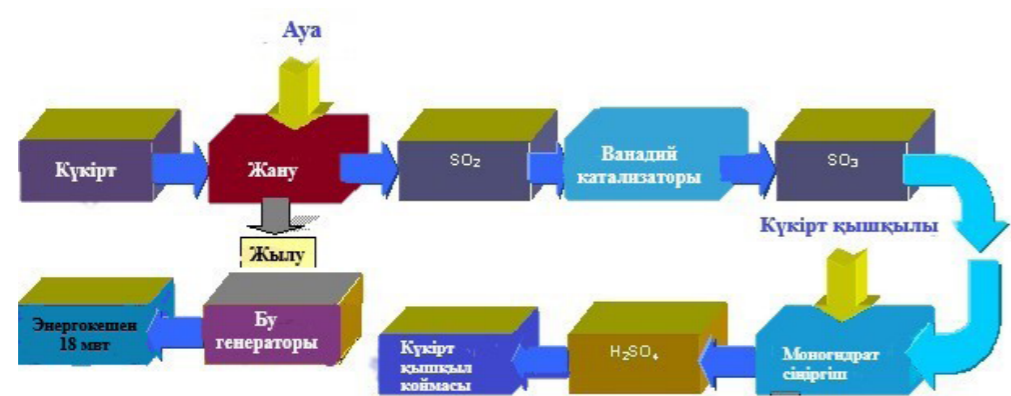 Ауа
Күкірт
Жану
SO₂
Ванадий
катализаторы
SO₃
Күкірт қышқылы
Жылу
Энергокешен
18 мвт
Бу
генераторы
Күкірт
қышқыл
қоймасы
H₂SO₄
Моногидрат
сіңіргіш